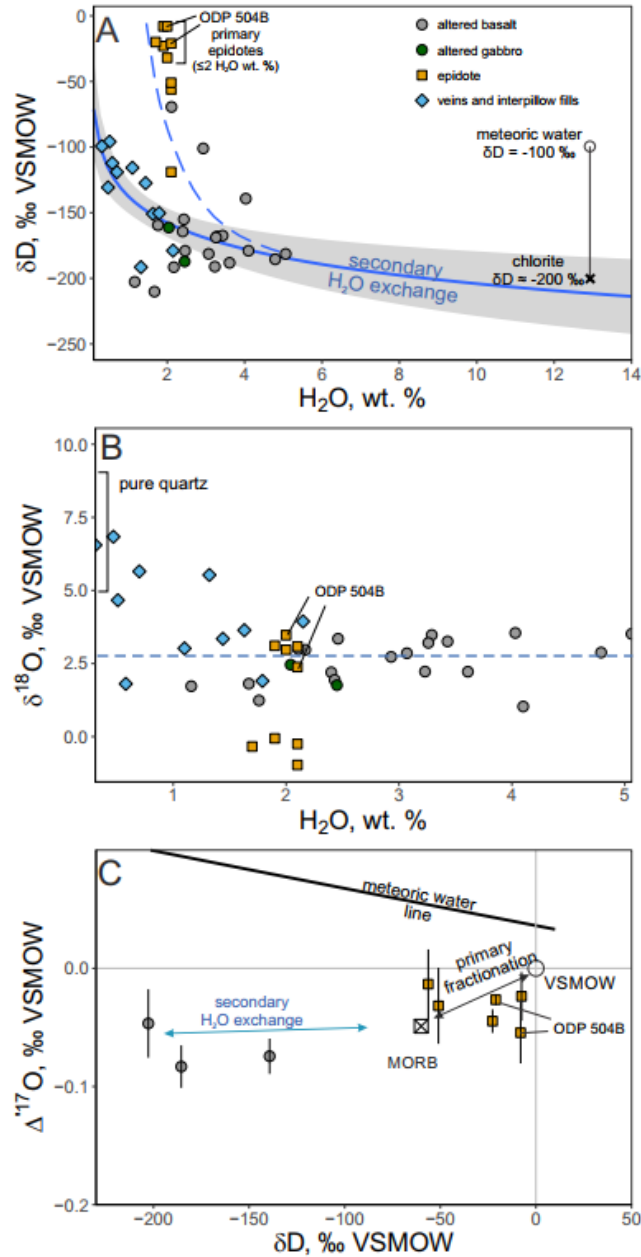 A
0
−50
−100
−150
−200
−250
δD, ‰ VSMOW
ODP 504B
primary
epidotes
(≤2 H₂O wt. %)
altered basalt
altered gabbro
epidote
veins and interpillow fills
meteoric water
δD = -100 ‰
chlorite
δD = -200 ‰
secondary
H₂O exchange
0 2 4 6 8 10 12 14
H₂O, wt. %
B
10.0
7.5
5.0
2.5
0.0
δ¹⁸O, ‰ VSMOW
pure quartz
ODP 504B
1 2 3 4 5
H₂O, wt. %
C
0.0
−0.1
−0.2
Δ'¹⁷O, ‰ VSMOW
meteoric water
line
primary
fractionation
VSMOW
secondary
H₂O exchange
ODP 504B
MORB
−200 −150 −100 −50 0 50
δD, ‰ VSMOW